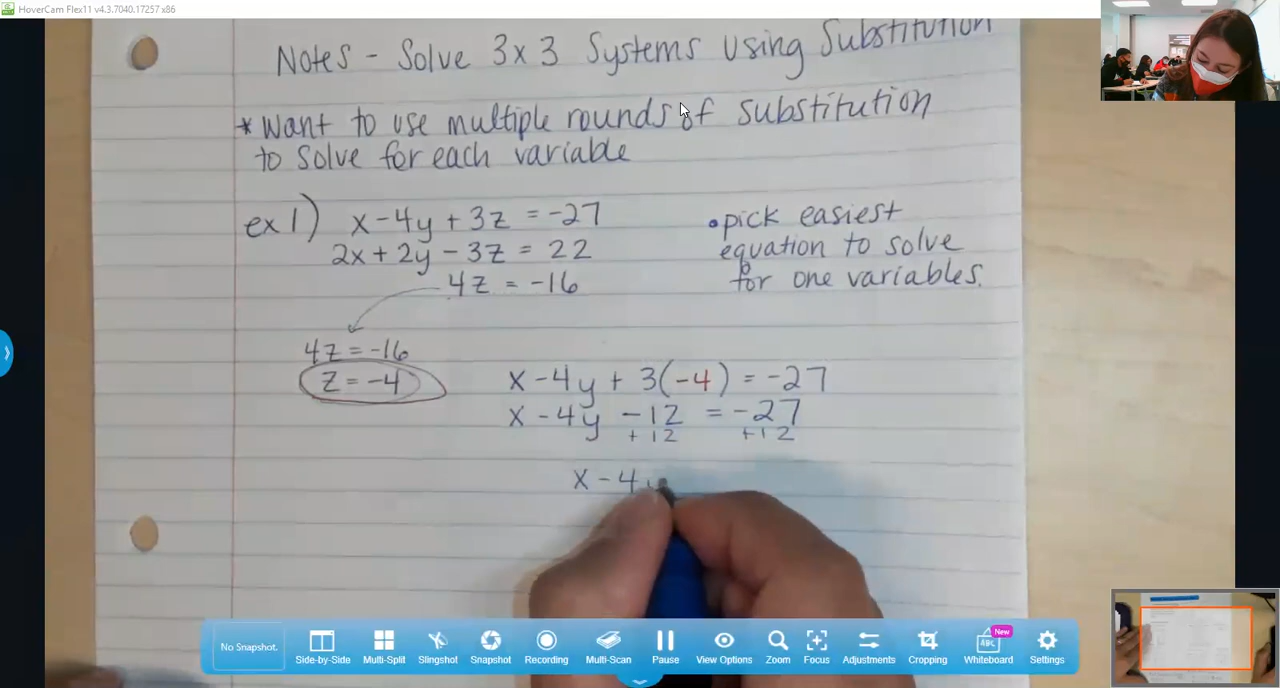 HoverCam Flex11 v4.3.7040.17257 x86
Notes - Solve 3x3 Systems Using Substitution
* Want to use multiple rounds of substitution
to solve for each variable
ex 1) x - 4y + 3z = -27
2x + 2y - 3z = 22
4z = -16
• pick easiest
equation to solve
for one variables.
4z = -16
z = -4
x - 4y + 3(-4) = -27
x - 4y - 12 = -27
+12 +12
x - 4y
No Snapshot.
Side-by-Side
Multi-Split
Slingshot
Snapshot
Recording
Multi-Scan
Pause
View Options
Zoom
Focus
Adjustments
Cropping
New
ABC
Whiteboard
Settings